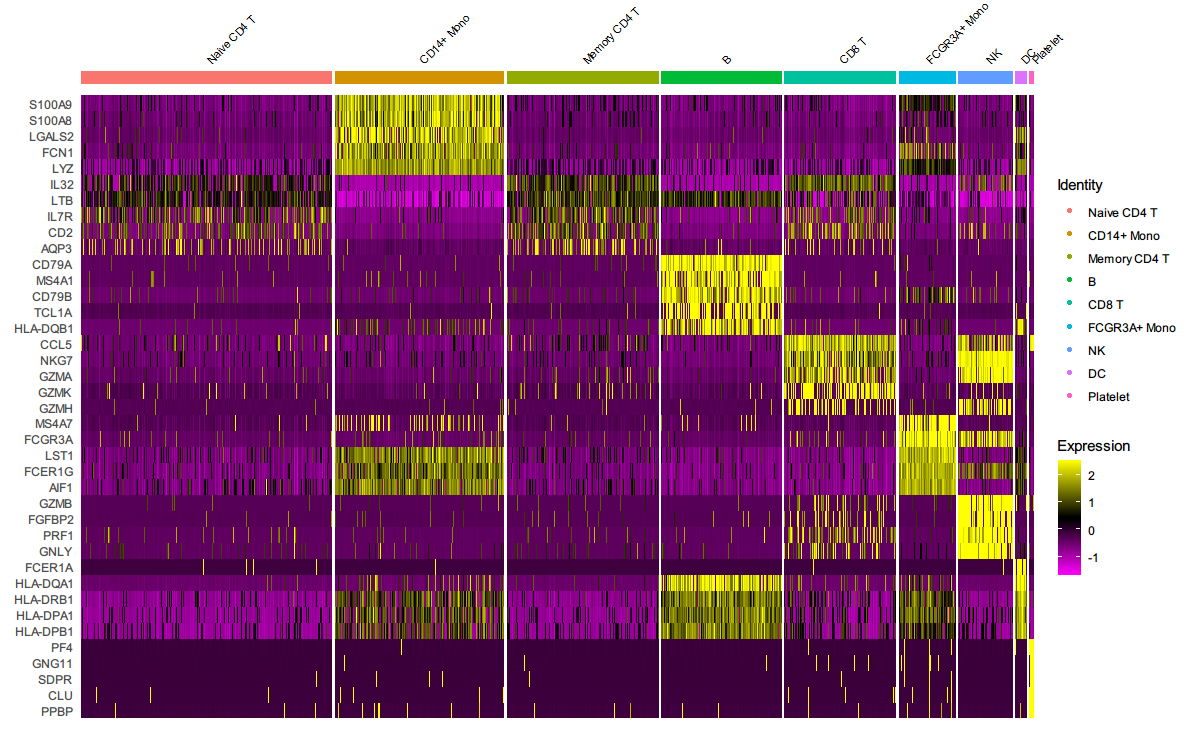 Naive CD4 T
CD14+ Mono
Memory CD4 T
B
CD8 T
FCGR3A+ Mono
NK
DC
Platelet
S100A9
S100A8
LGALS2
FCN1
LYZ
IL32
LTB
IL7R
CD2
AQP3
CD79A
MS4A1
CD79B
TCL1A
HLA-DQB1
CCL5
NKG7
GZMA
GZMK
GZMH
MS4A7
FCGR3A
LST1
FCER1G
AIF1
GZMB
FGFBP2
PRF1
GNLY
FCER1A
HLA-DQA1
HLA-DRB1
HLA-DPA1
HLA-DPB1
PF4
GNG11
SDPR
CLU
PPBP
Identity
Naive CD4 T
CD14+ Mono
Memory CD4 T
B
CD8 T
FCGR3A+ Mono
NK
DC
Platelet
Expression
2
1
0
-1